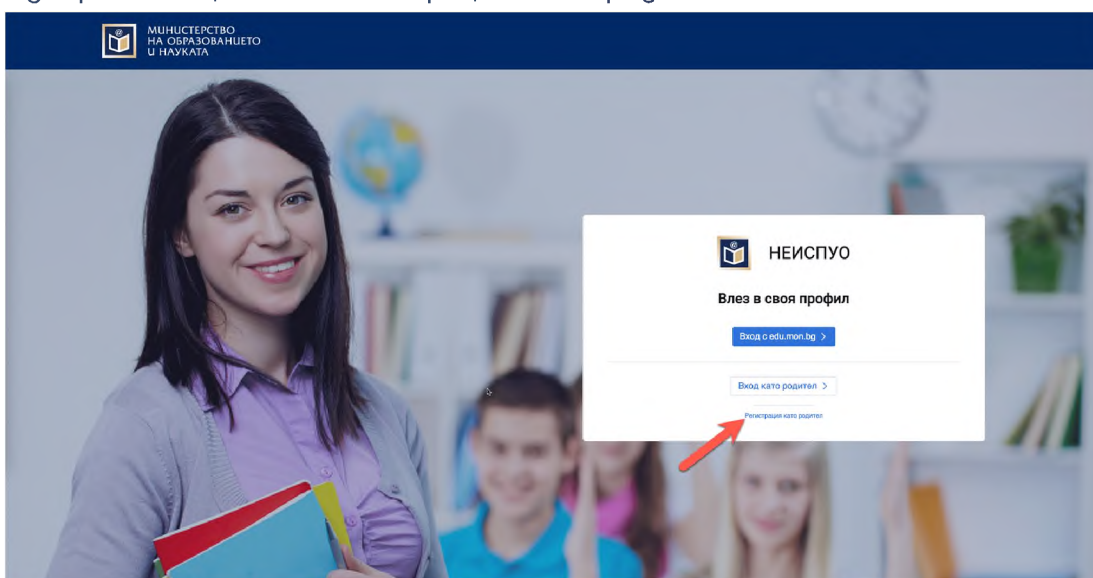 МИНИСТЕРСТВО
НА ОБРАЗОВАНИЕТО
И НАУКАТА
НЕИСПУО
Влез в своя профил
Вход с edu.mon.bg >
Вход като родител >
Регистрация като родител